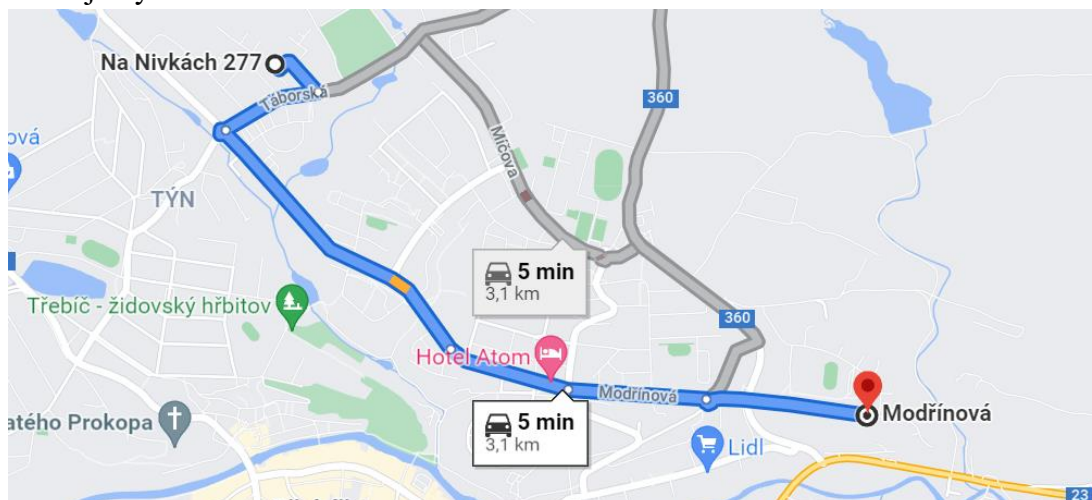 Na Nivkách 277
Táborská
360
Míčova
ová
TÝN
5 min
3,1 km
Třebíč - židovský hřbitov
360
Hotel Atom
Modřínová
Modřínová
atého Prokopa
5 min
3,1 km
Lidl
23